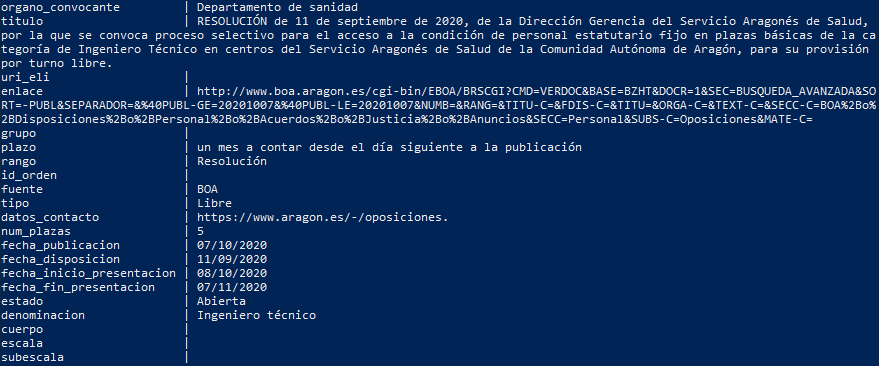 organo_convocante | Departamento de sanidad
titulo | RESOLUCIÓN de 11 de septiembre de 2020, de la Dirección Gerencia del Servicio Aragonés de Salud,
por la que se convoca proceso selectivo para el acceso a la condición de personal estatutario fijo en plazas básicas de la ca
tegoría de Ingeniero Técnico en centros del Servicio Aragonés de Salud de la Comunidad Autónoma de Aragón, para su provisión
por turno libre.
uri_eli |
enlace | http://www.boa.aragon.es/cgi-bin/EBOA/BRSCGI?CMD=VERDOC&BASE=BZHT&DOCR=1&SEC=BUSQUEDA_AVANZADA&SO
RT=-PUBL&SEPARADOR=&%40PUBL-GE=20201007&%40PUBL-LE=20201007&NUMB=&RANG=&TITU-C=&FDIS-C=&TITU=&ORGA-C=&TEXT-C=&SECC-C=BOA%2Bo%
2BDisposiciones%2Bo%2BPersonal%2Bo%2BAcuerdos%2Bo%2BJusticia%2Bo%2BAnuncios&SECC=Personal&SUBS-C=Oposiciones&MATE-C=
grupo |
plazo | un mes a contar desde el día siguiente a la publicación
rango | Resolución
id_orden |
fuente | BOA
tipo | Libre
datos_contacto | https://www.aragon.es/-/oposiciones.
num_plazas | 5
fecha_publicacion | 07/10/2020
fecha_disposicion | 11/09/2020
fecha_inicio_presentacion | 08/10/2020
fecha_fin_presentacion | 07/11/2020
estado | Abierta
denominacion | Ingeniero técnico
cuerpo |
escala |
subescala |